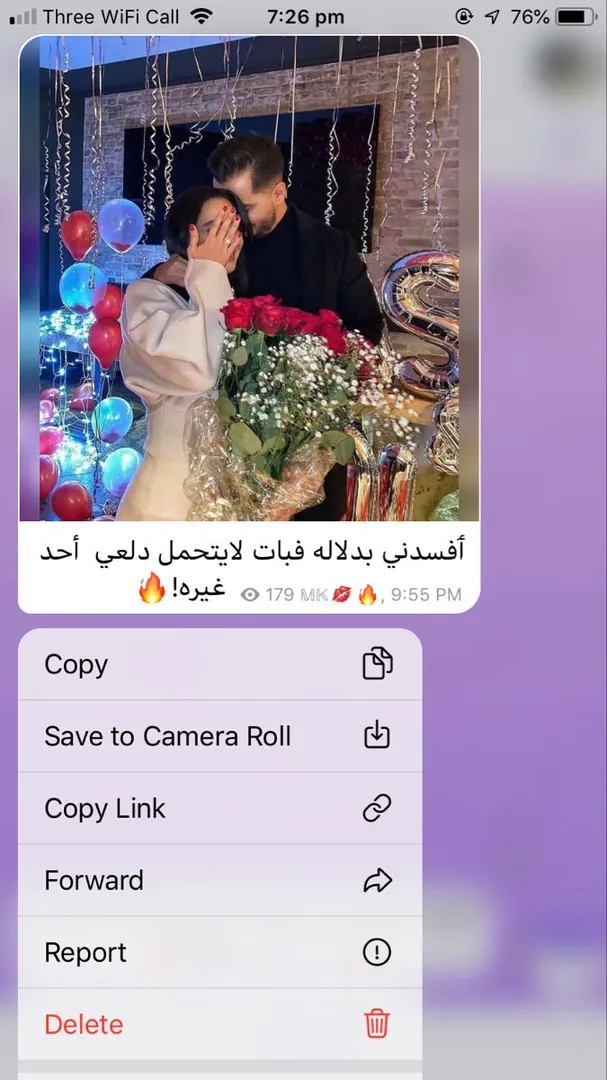 Three WiFi Call 7:26 pm 76%
S
أفسدني بدلاله فبات لايتحمل دلعي أحد
غيره!🔥 179 MK💋🔥, 9:55 PM
Copy
Save to Camera Roll
Copy Link
Forward
Report
Delete